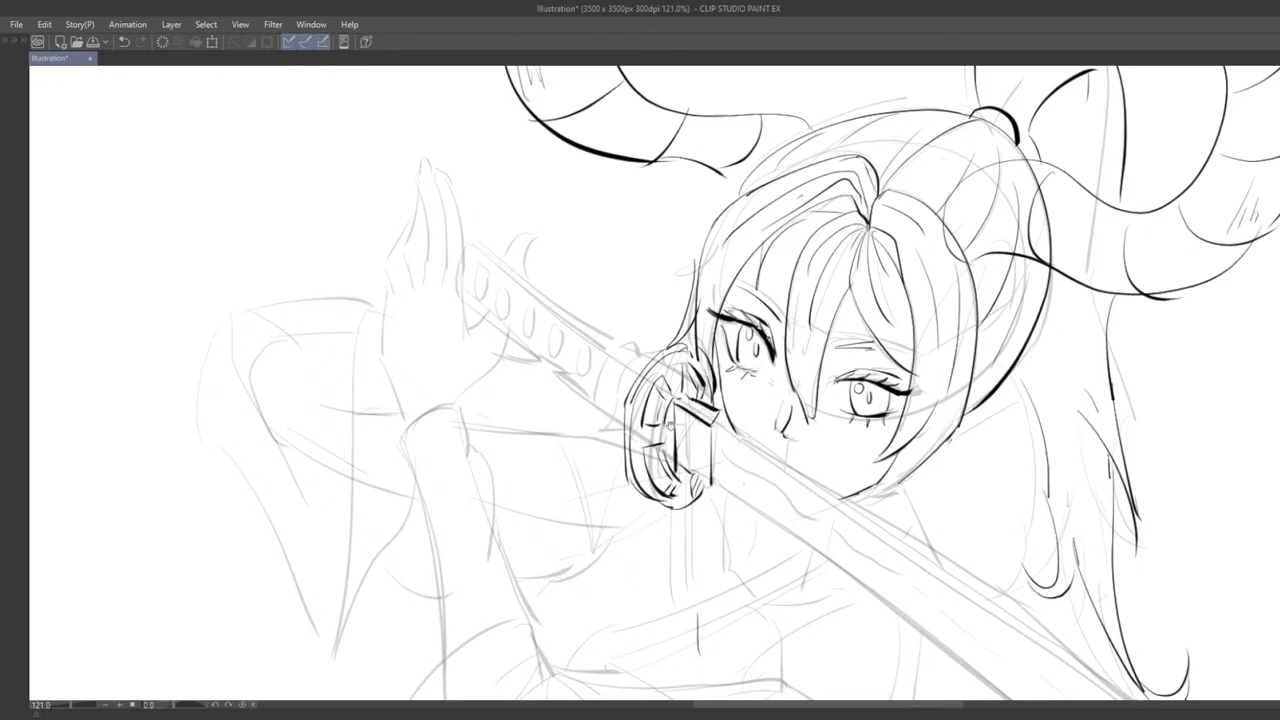 Illustration* (3500 x 3500px 300dpi 121.0%) - CLIP STUDIO PAINT EX
File Edit Story(P) Animation Layer Select View Filter Window Help
Illustration*
121.0 0.0